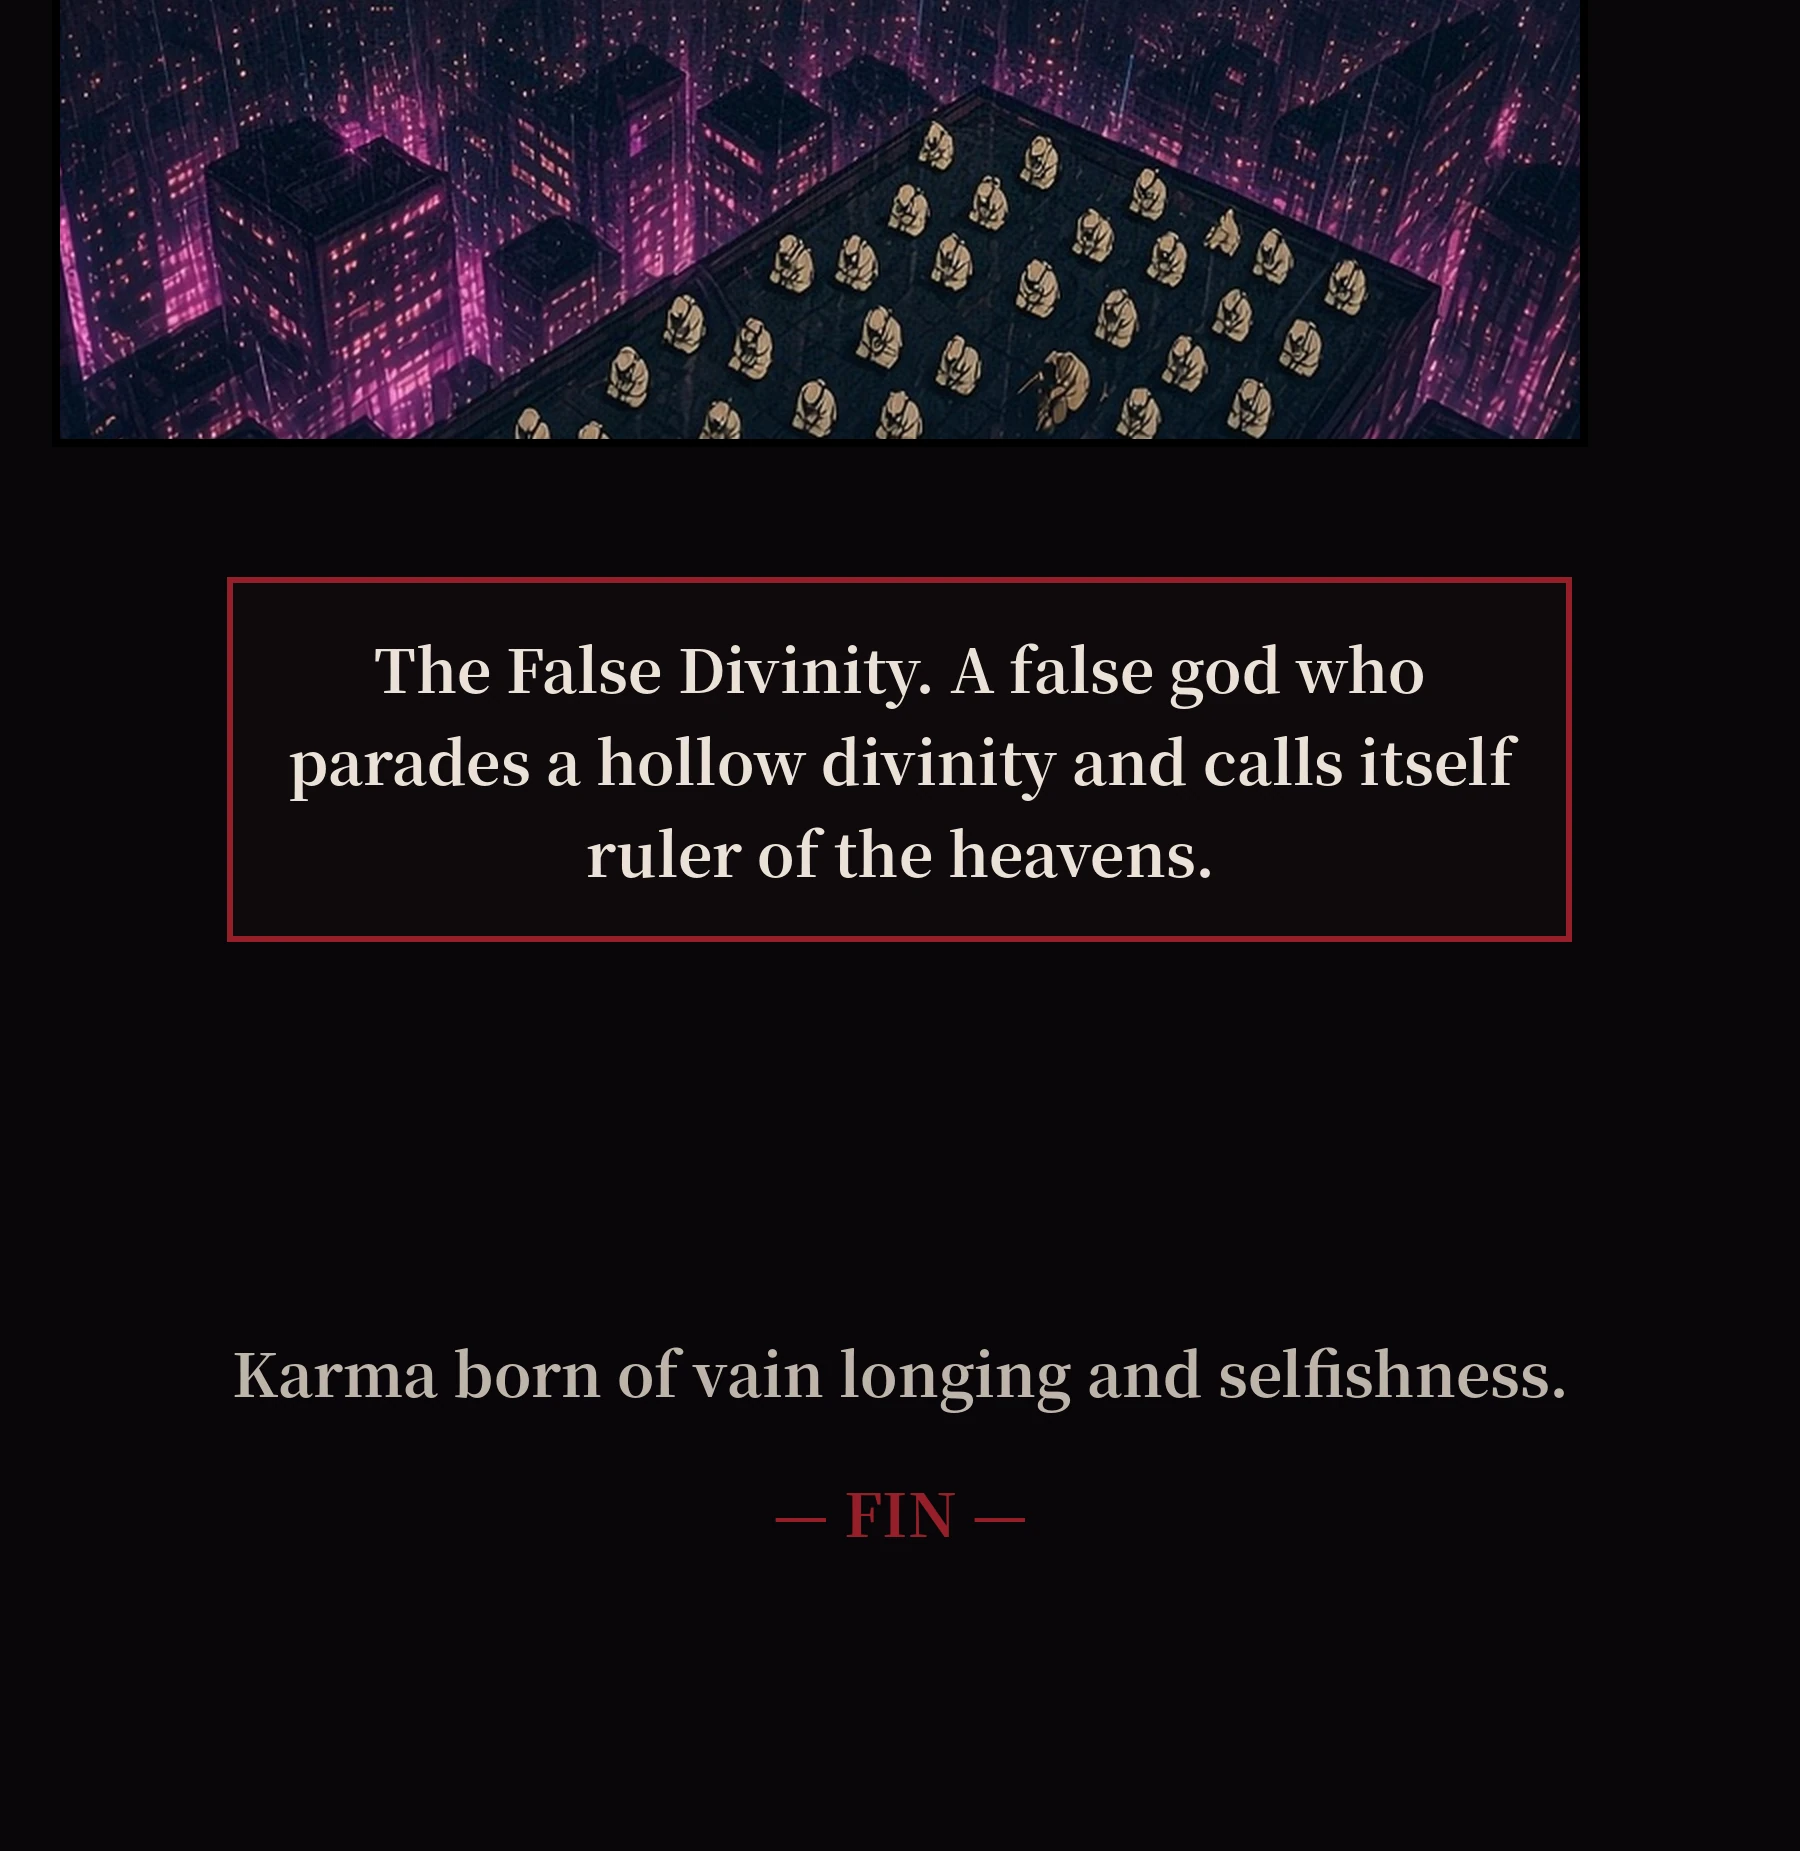 The False Divinity. A false god who
parades a hollow divinity and calls itself
ruler of the heavens.
Karma born of vain longing and selfishness.
— FIN —